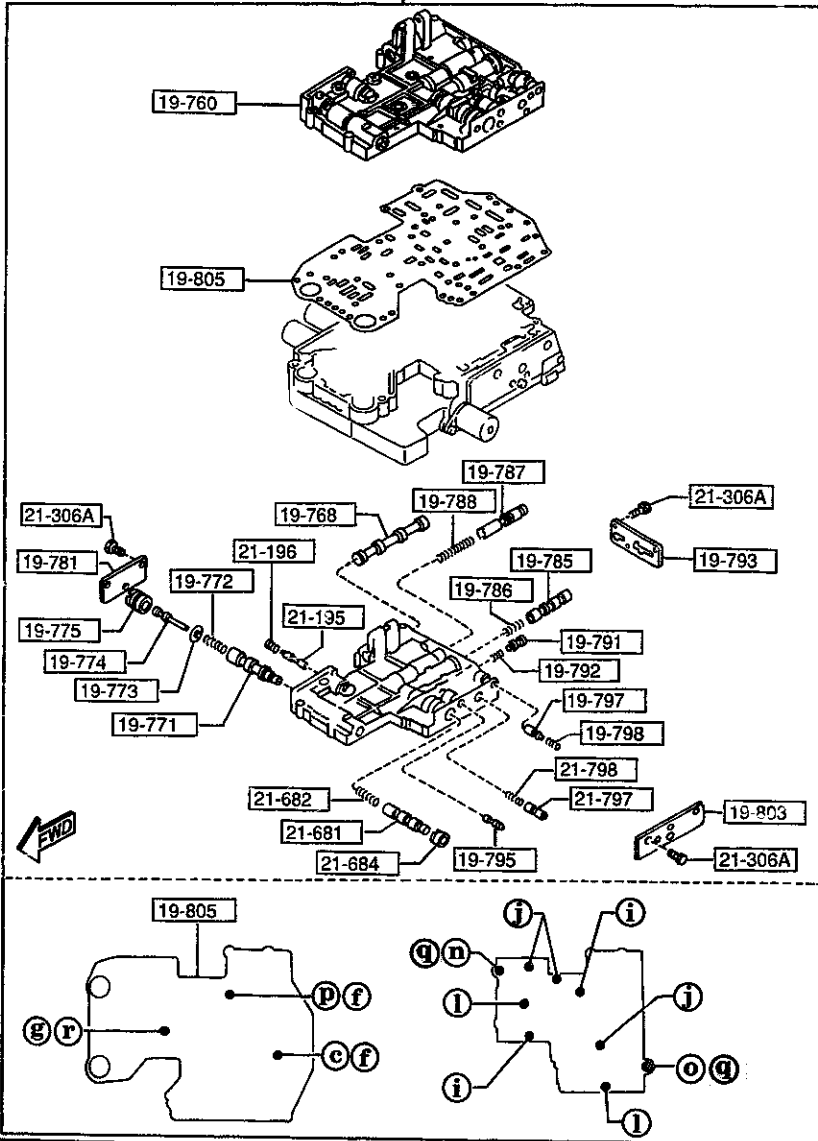 19-760
19-805
19-787
19-788
21-306A
19-768
21-306A
19-793
21-196
19-785
19-781
19-772
19-786
21-195
19-775
19-791
19-774
19-792
19-773
19-797
19-771
19-798
21-798
21-682
21-797
19-803
21-681
FWD
21-684
19-795
21-306A
19-805
j
i
q n
p f
l
j
g r
c f
o q
i
l